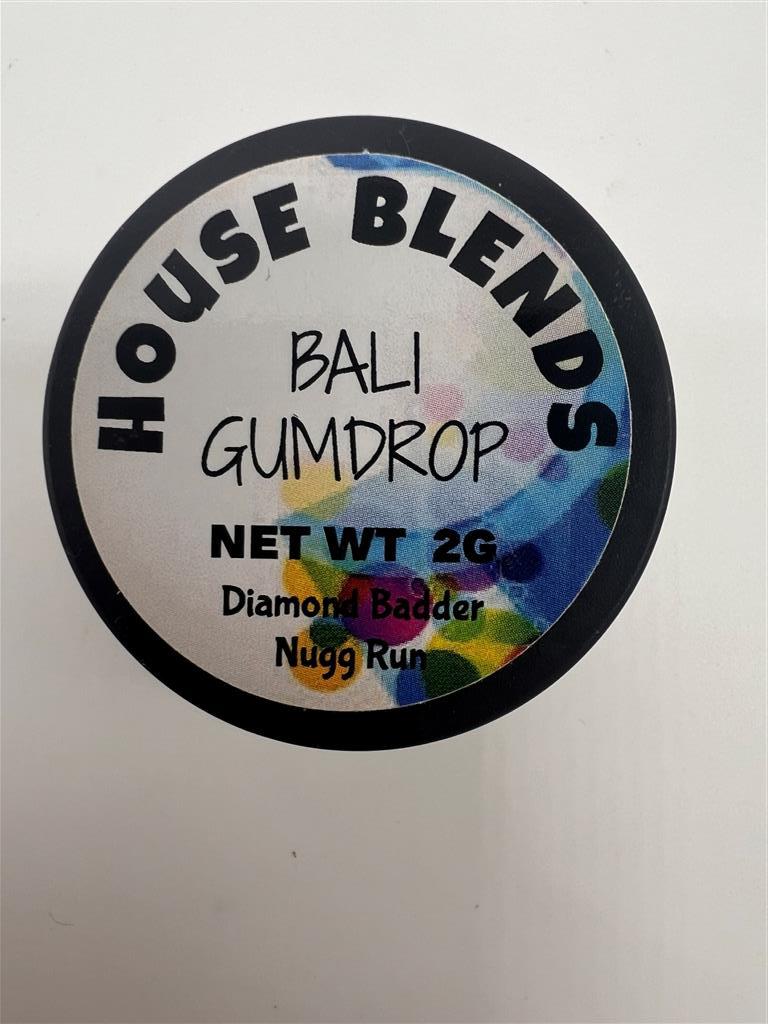 HOUSE BLENDS
BALI
GUMDROP
NET WT 2G
Diamond Badder
Nugg Run